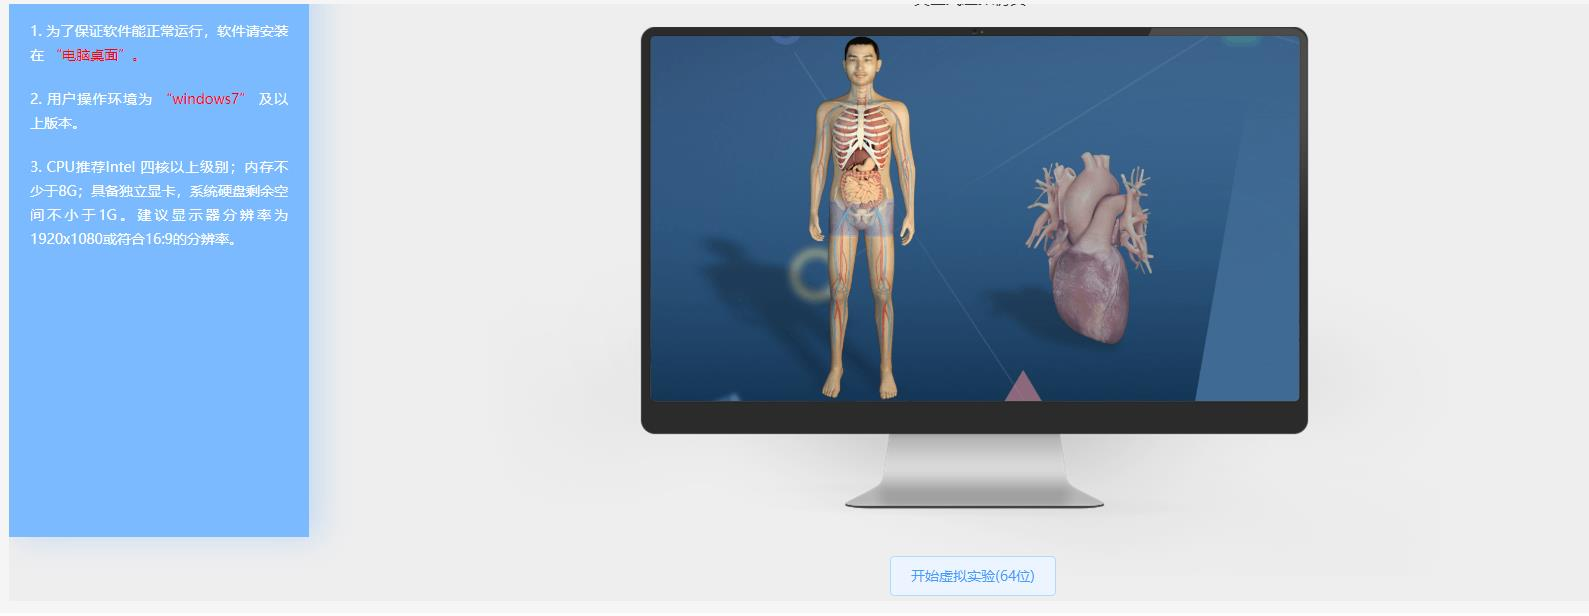 1. 为了保证软件能正常运行，软件请安装
在 “电脑桌面” 。
2. 用户操作环境为 “windows7” 及以
上版本。
3. CPU推荐Intel 四核以上级别；内存不
少于8G；具备独立显卡，系统硬盘剩余空
间不小于1G。建议显示器分辨率为
1920x1080或符合16:9的分辨率。
开始虚拟实验(64位)